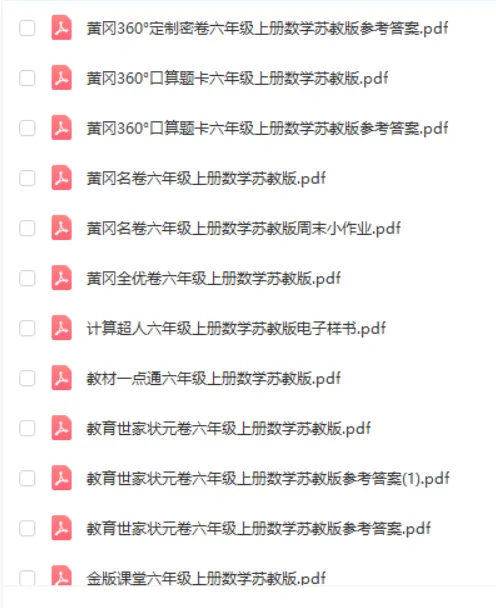 黄冈360°定制密卷六年级上册数学苏教版参考答案.pdf
黄冈360°口算题卡六年级上册数学苏教版.pdf
黄冈360°口算题卡六年级上册数学苏教版参考答案.pdf
黄冈名卷六年级上册数学苏教版.pdf
黄冈名卷六年级上册数学苏教版周末小作业.pdf
黄冈全优卷六年级上册数学苏教版.pdf
计算超人六年级上册数学苏教版电子样书.pdf
教材一点通六年级上册数学苏教版.pdf
教育世家状元卷六年级上册数学苏教版.pdf
教育世家状元卷六年级上册数学苏教版参考答案(1).pdf
教育世家状元卷六年级上册数学苏教版参考答案.pdf
金版课堂六年级上册数学苏教版.pdf